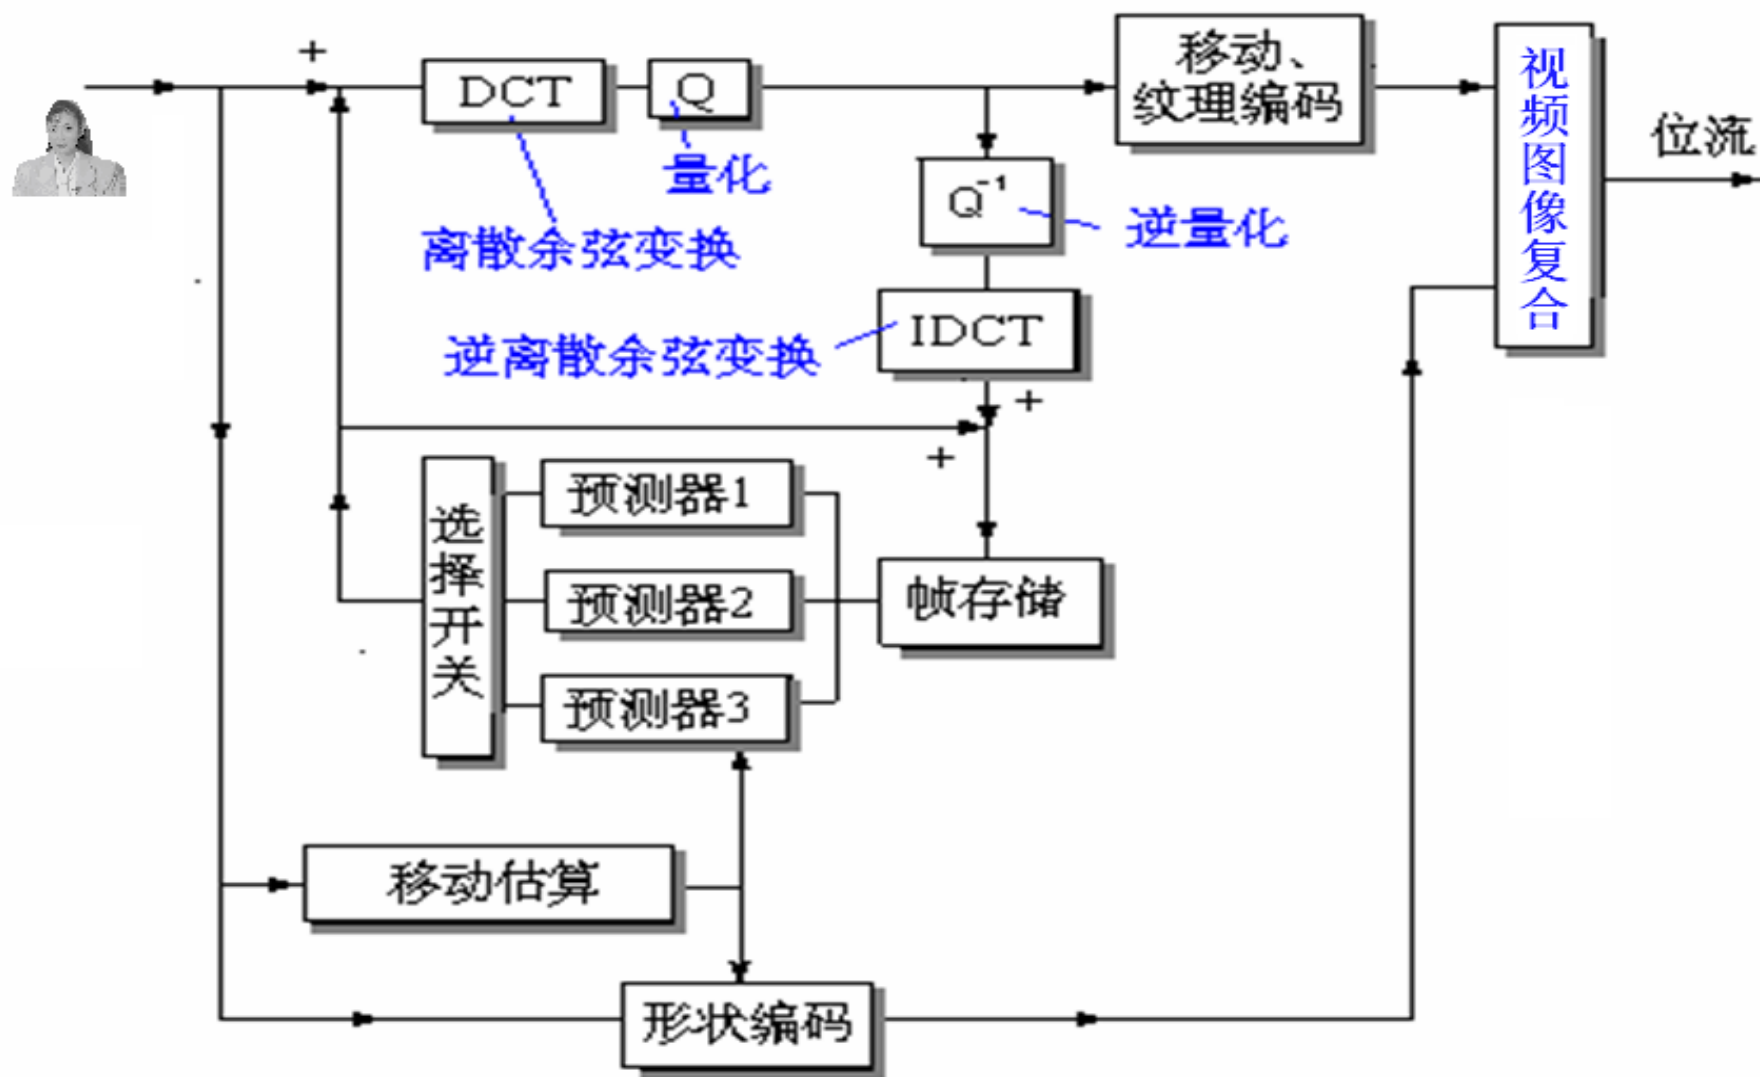 +
DCT
Q
移动、
纹理编码
视频图像复合
位流
量化
Q⁻¹
逆量化
离散余弦变换
IDCT
逆离散余弦变换
+
+
选择开关
预测器1
预测器2
预测器3
帧存储
移动估算
形状编码